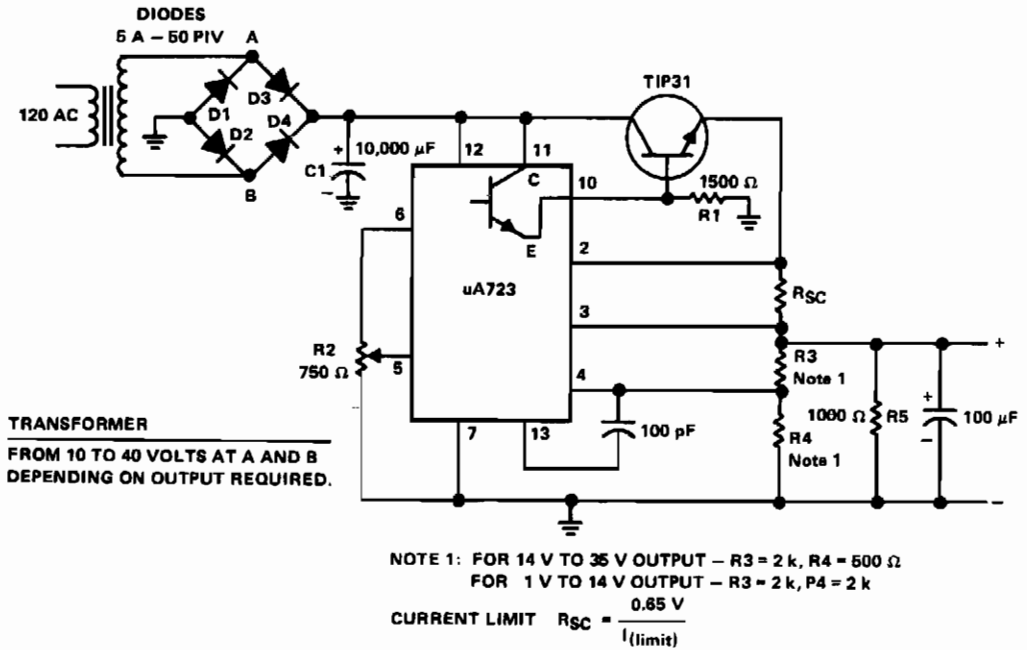 DIODES
5 A – 50 PIV
A
TIP31
120 AC
D1
D3
D2
D4
B
+
10,000 µF
C1
–
12
11
C
10
1500 Ω
R1
6
E
2
uA723
RSC
3
R2
750 Ω
5
4
R3
Note 1
+
1000 Ω
R5
+
100 µF
–
TRANSFORMER
FROM 10 TO 40 VOLTS AT A AND B
DEPENDING ON OUTPUT REQUIRED.
7
13
100 pF
R4
Note 1
–
NOTE 1: FOR 14 V TO 35 V OUTPUT – R3 = 2 k, R4 = 500 Ω
FOR 1 V TO 14 V OUTPUT – R3 = 2 k, P4 = 2 k
CURRENT LIMIT RSC = 0.65 V
I(limit)